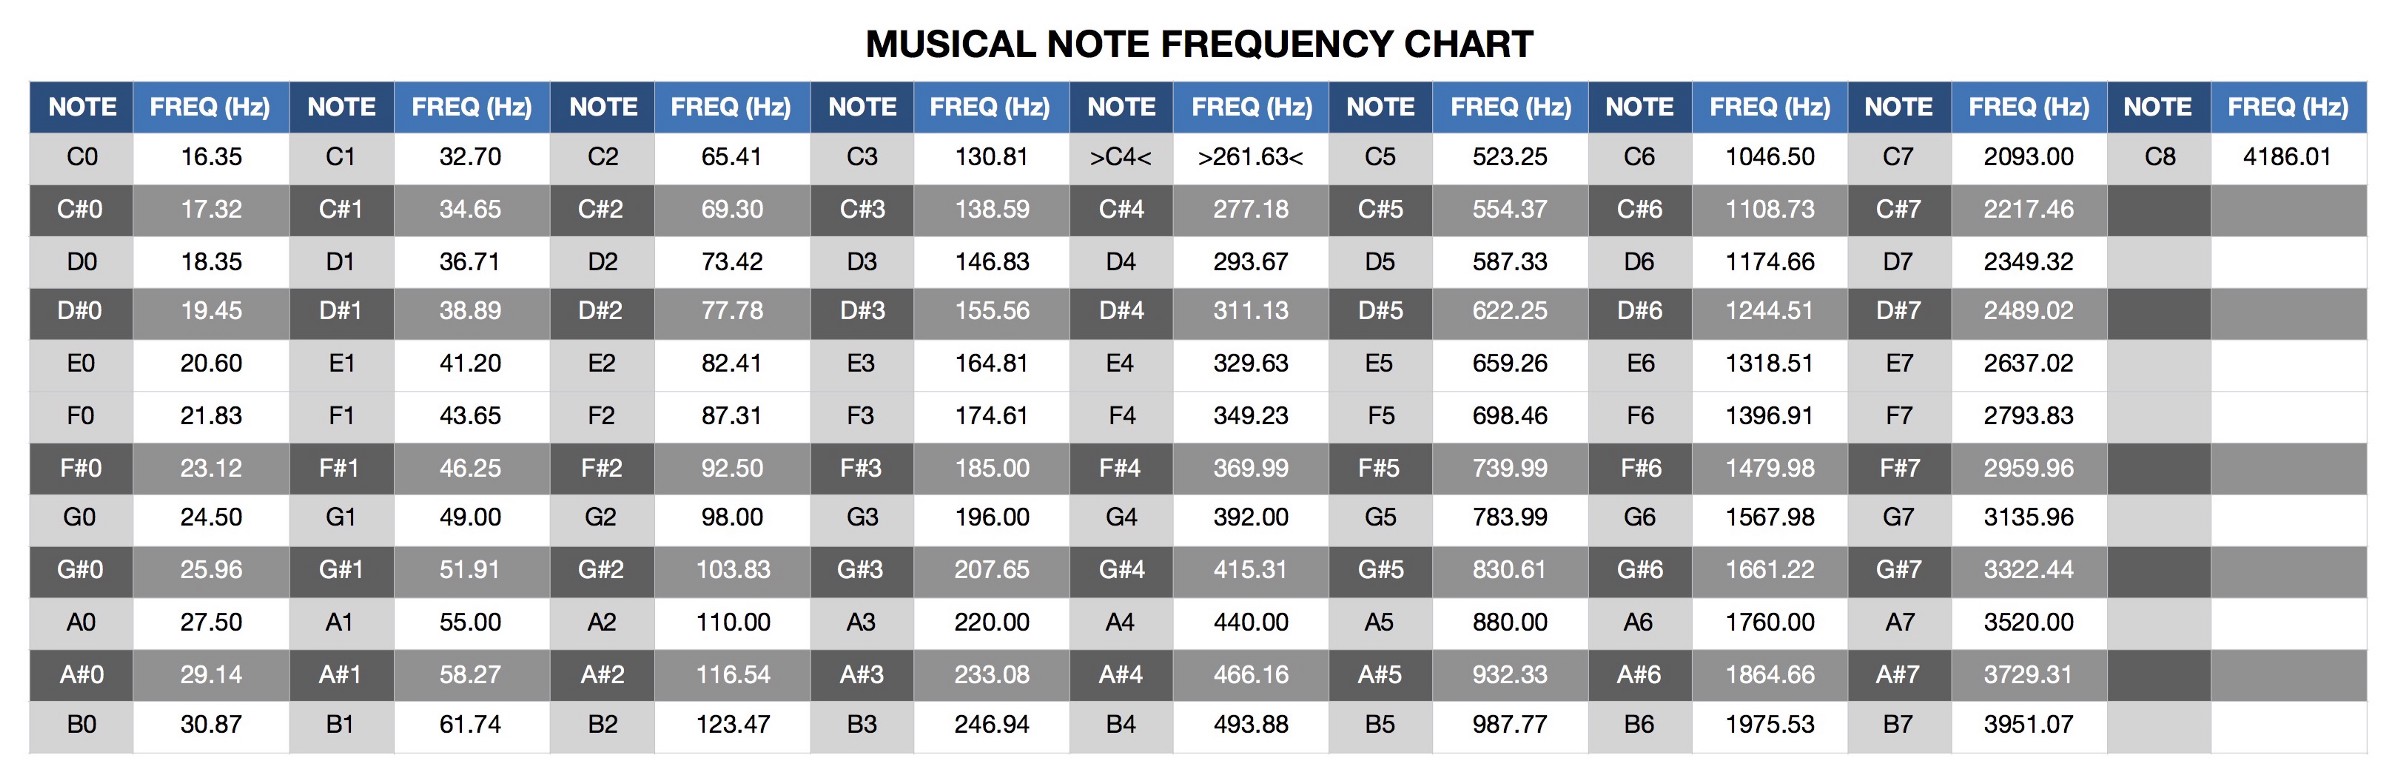 MUSICAL NOTE FREQUENCY CHART
NOTE FREQ (Hz) NOTE FREQ (Hz) NOTE FREQ (Hz) NOTE FREQ (Hz) NOTE FREQ (Hz) NOTE FREQ (Hz) NOTE FREQ (Hz) NOTE FREQ (Hz) NOTE FREQ (Hz)
C0 16.35 C1 32.70 C2 65.41 C3 130.81 >C4< >261.63< C5 523.25 C6 1046.50 C7 2093.00 C8 4186.01
C#0 17.32 C#1 34.65 C#2 69.30 C#3 138.59 C#4 277.18 C#5 554.37 C#6 1108.73 C#7 2217.46
D0 18.35 D1 36.71 D2 73.42 D3 146.83 D4 293.67 D5 587.33 D6 1174.66 D7 2349.32
D#0 19.45 D#1 38.89 D#2 77.78 D#3 155.56 D#4 311.13 D#5 622.25 D#6 1244.51 D#7 2489.02
E0 20.60 E1 41.20 E2 82.41 E3 164.81 E4 329.63 E5 659.26 E6 1318.51 E7 2637.02
F0 21.83 F1 43.65 F2 87.31 F3 174.61 F4 349.23 F5 698.46 F6 1396.91 F7 2793.83
F#0 23.12 F#1 46.25 F#2 92.50 F#3 185.00 F#4 369.99 F#5 739.99 F#6 1479.98 F#7 2959.96
G0 24.50 G1 49.00 G2 98.00 G3 196.00 G4 392.00 G5 783.99 G6 1567.98 G7 3135.96
G#0 25.96 G#1 51.91 G#2 103.83 G#3 207.65 G#4 415.31 G#5 830.61 G#6 1661.22 G#7 3322.44
A0 27.50 A1 55.00 A2 110.00 A3 220.00 A4 440.00 A5 880.00 A6 1760.00 A7 3520.00
A#0 29.14 A#1 58.27 A#2 116.54 A#3 233.08 A#4 466.16 A#5 932.33 A#6 1864.66 A#7 3729.31
B0 30.87 B1 61.74 B2 123.47 B3 246.94 B4 493.88 B5 987.77 B6 1975.53 B7 3951.07